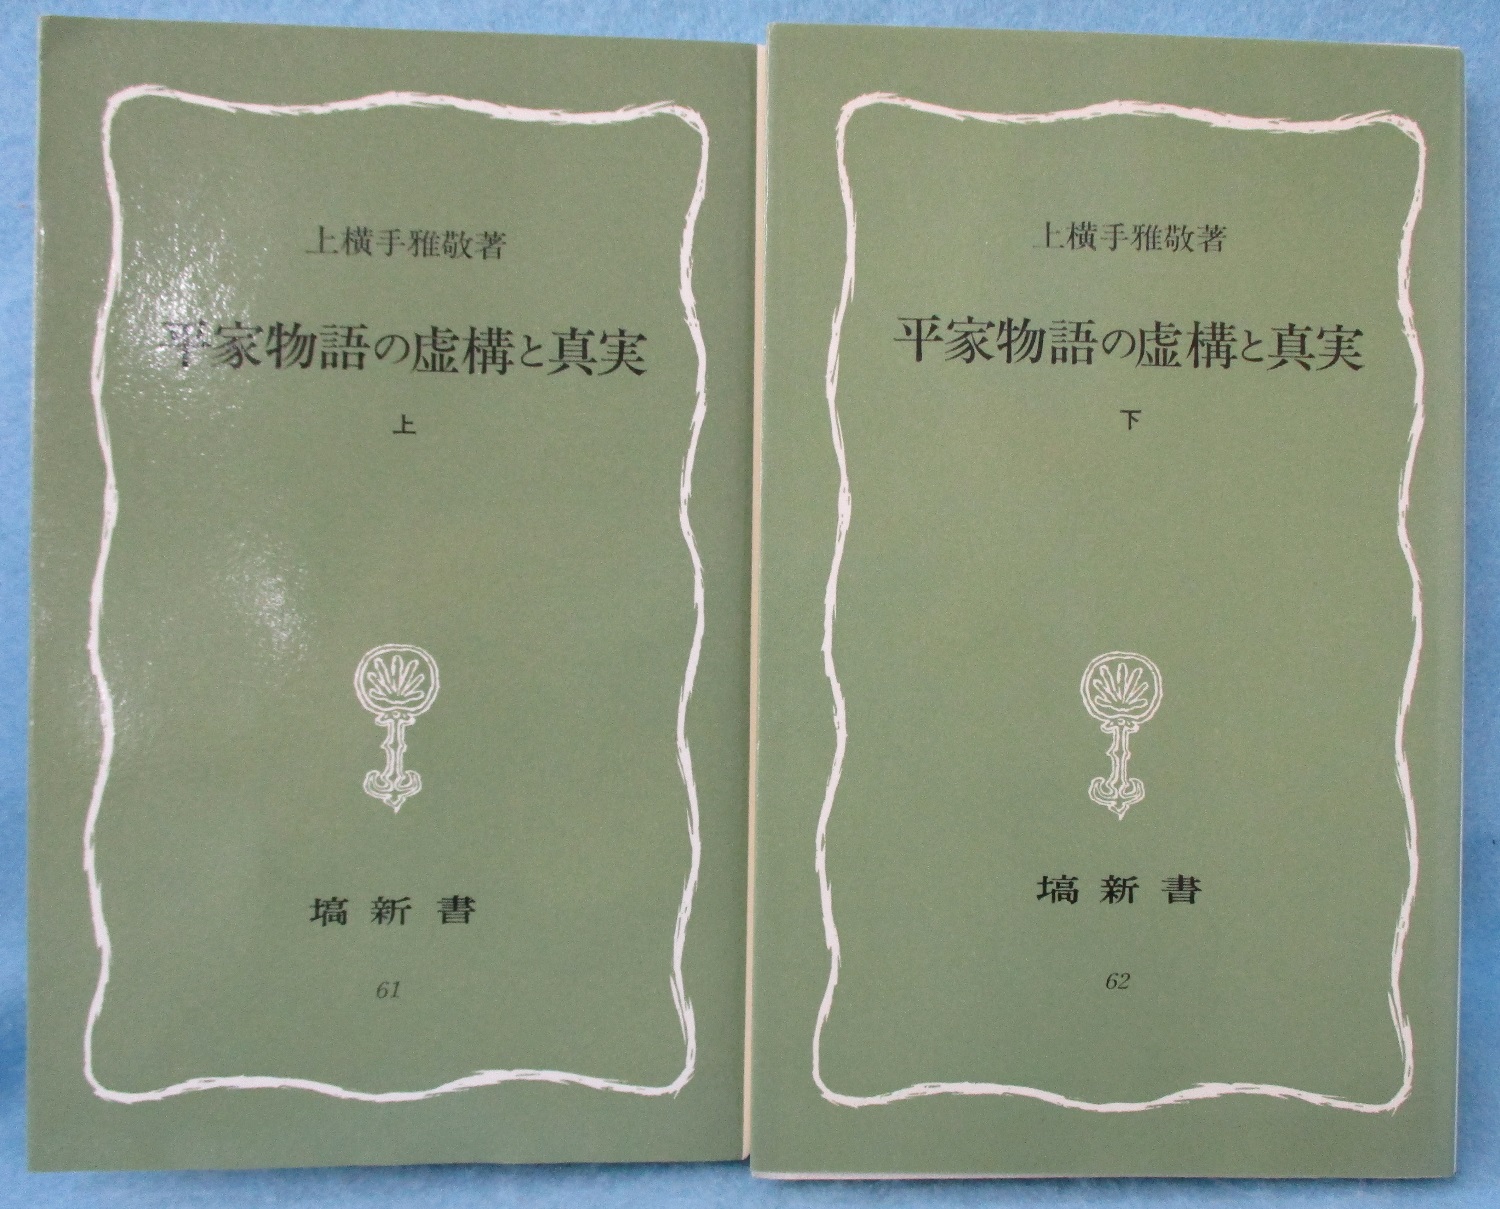 上横手雅敬著
平家物語の虚構と真実
上
塙新書
61
上横手雅敬著
平家物語の虚構と真実
下
塙新書
62